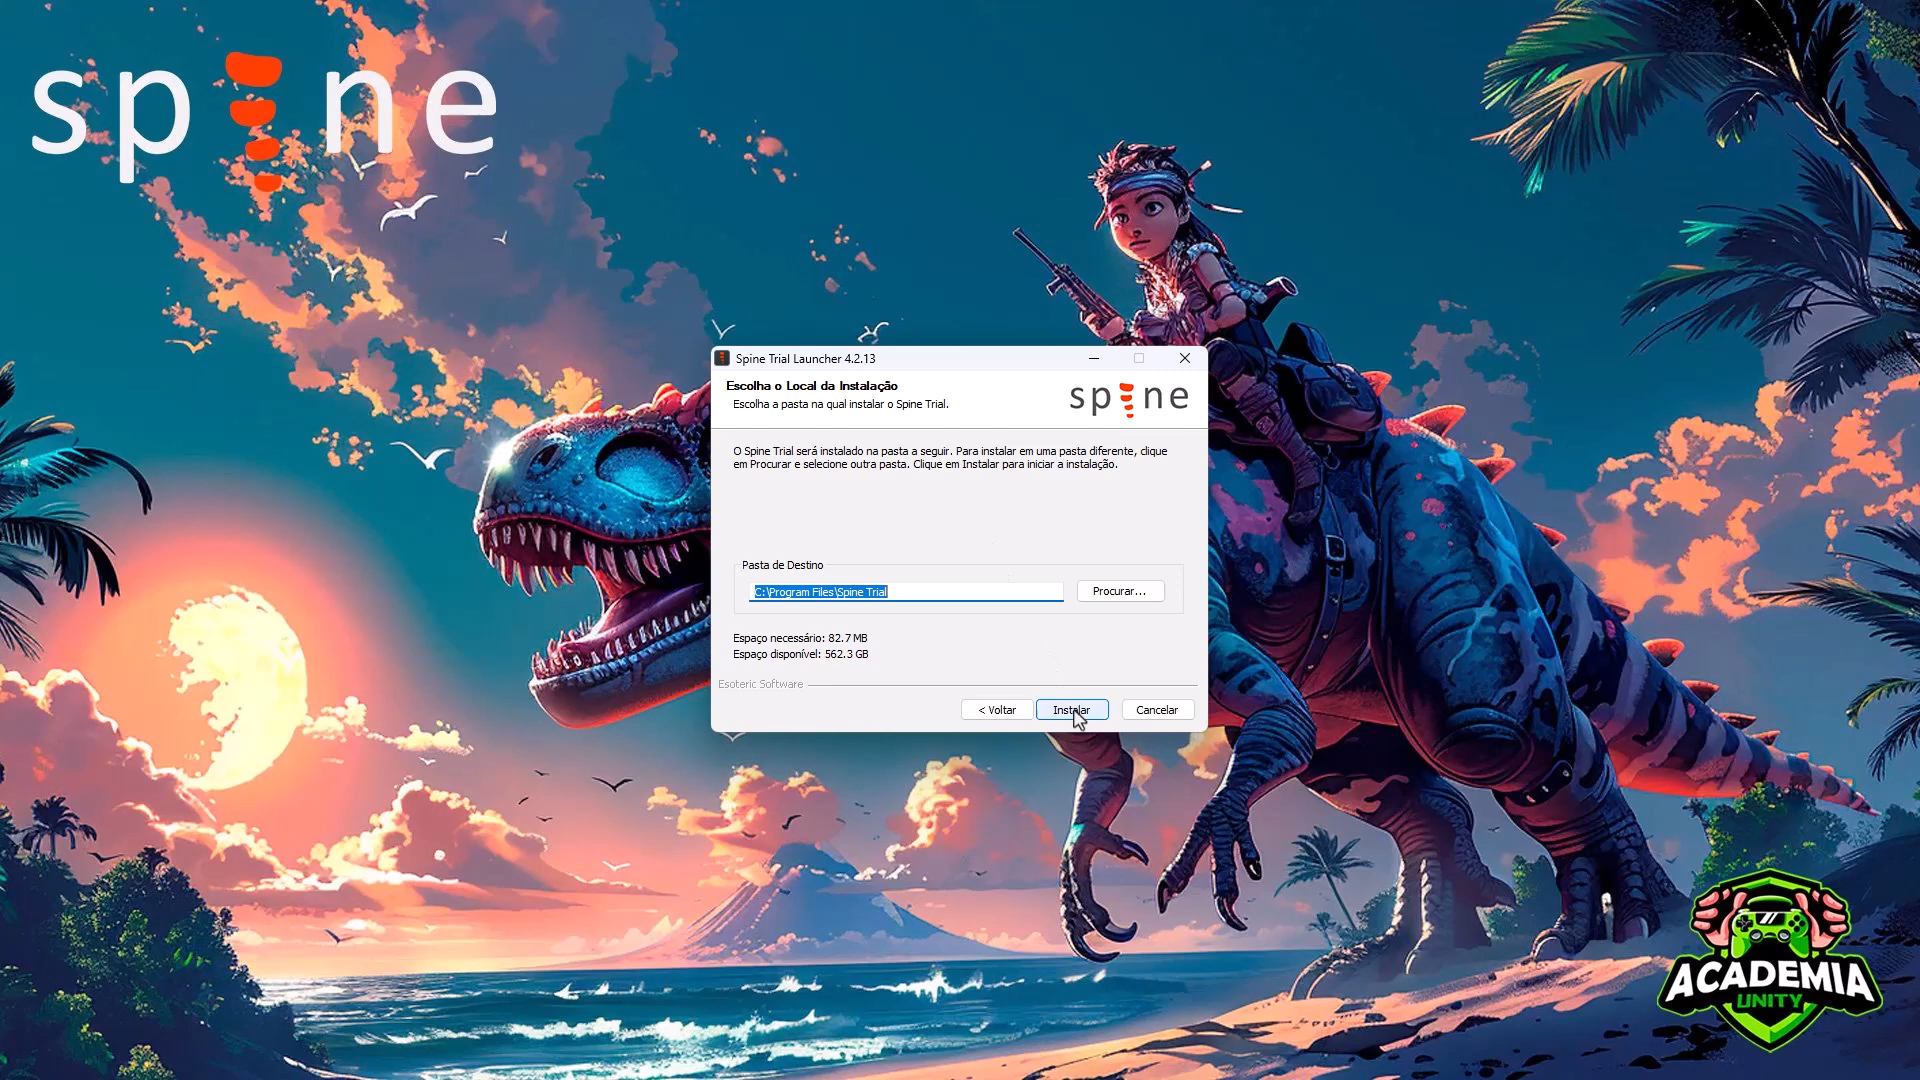 spine
Spine Trial Launcher 4.2.13
Escolha o Local da Instalação
Escolha a pasta na qual instalar o Spine Trial.
spine
O Spine Trial será instalado na pasta a seguir. Para instalar em uma pasta diferente, clique
em Procurar e selecione outra pasta. Clique em Instalar para iniciar a instalação.
Pasta de Destino
C:\Program Files\Spine Trial
Procurar...
Espaço necessário: 82.7 MB
Espaço disponível: 562.3 GB
Esoteric Software
< Voltar
Instalar
Cancelar
ACADEMIA
UNITY